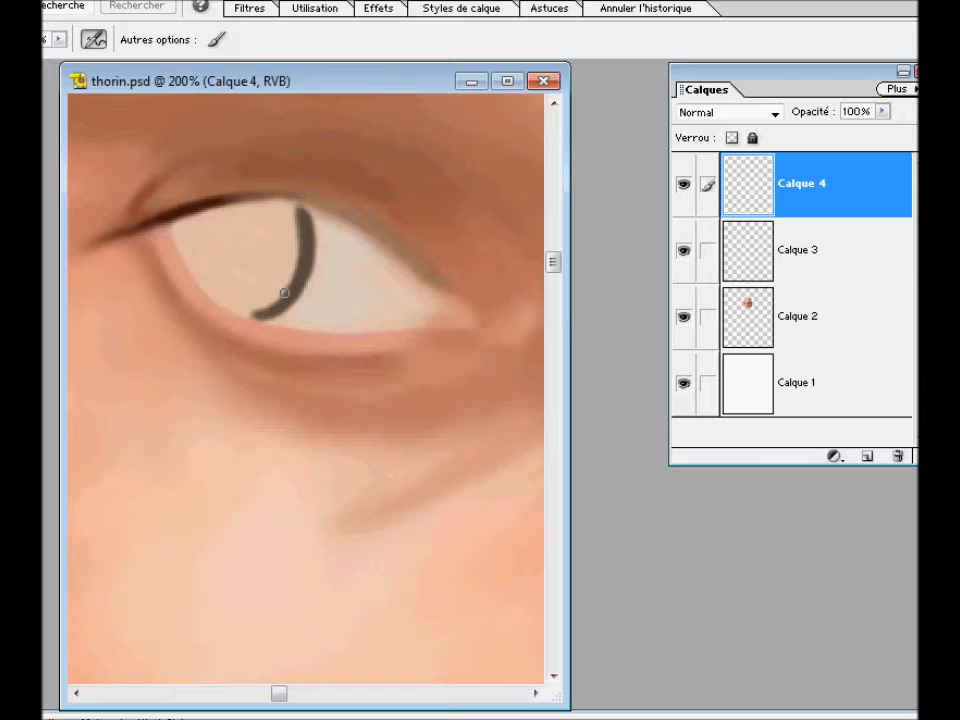 echerche Rechercher Filtres Utilisation Effets Styles de calque Astuces Annuler l'historique
% Autres options :
thorin.psd @ 200% (Calque 4, RVB)
Calques Plus
Normal Opacité : 100%
Verrou :
Calque 4
Calque 3
Calque 2
Calque 1